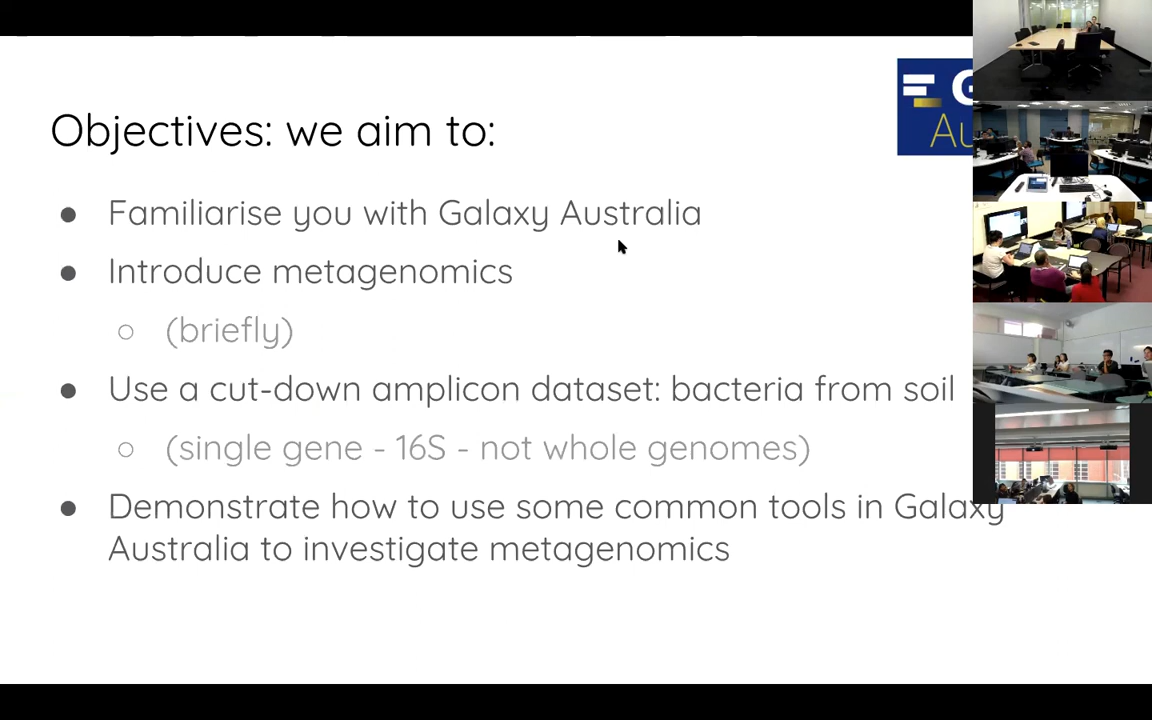 Objectives: we aim to:
G
Au
● Familiarise you with Galaxy Australia
● Introduce metagenomics
○ (briefly)
● Use a cut-down amplicon dataset: bacteria from soil
○ (single gene - 16S - not whole genomes)
● Demonstrate how to use some common tools in Galaxy
Australia to investigate metagenomics